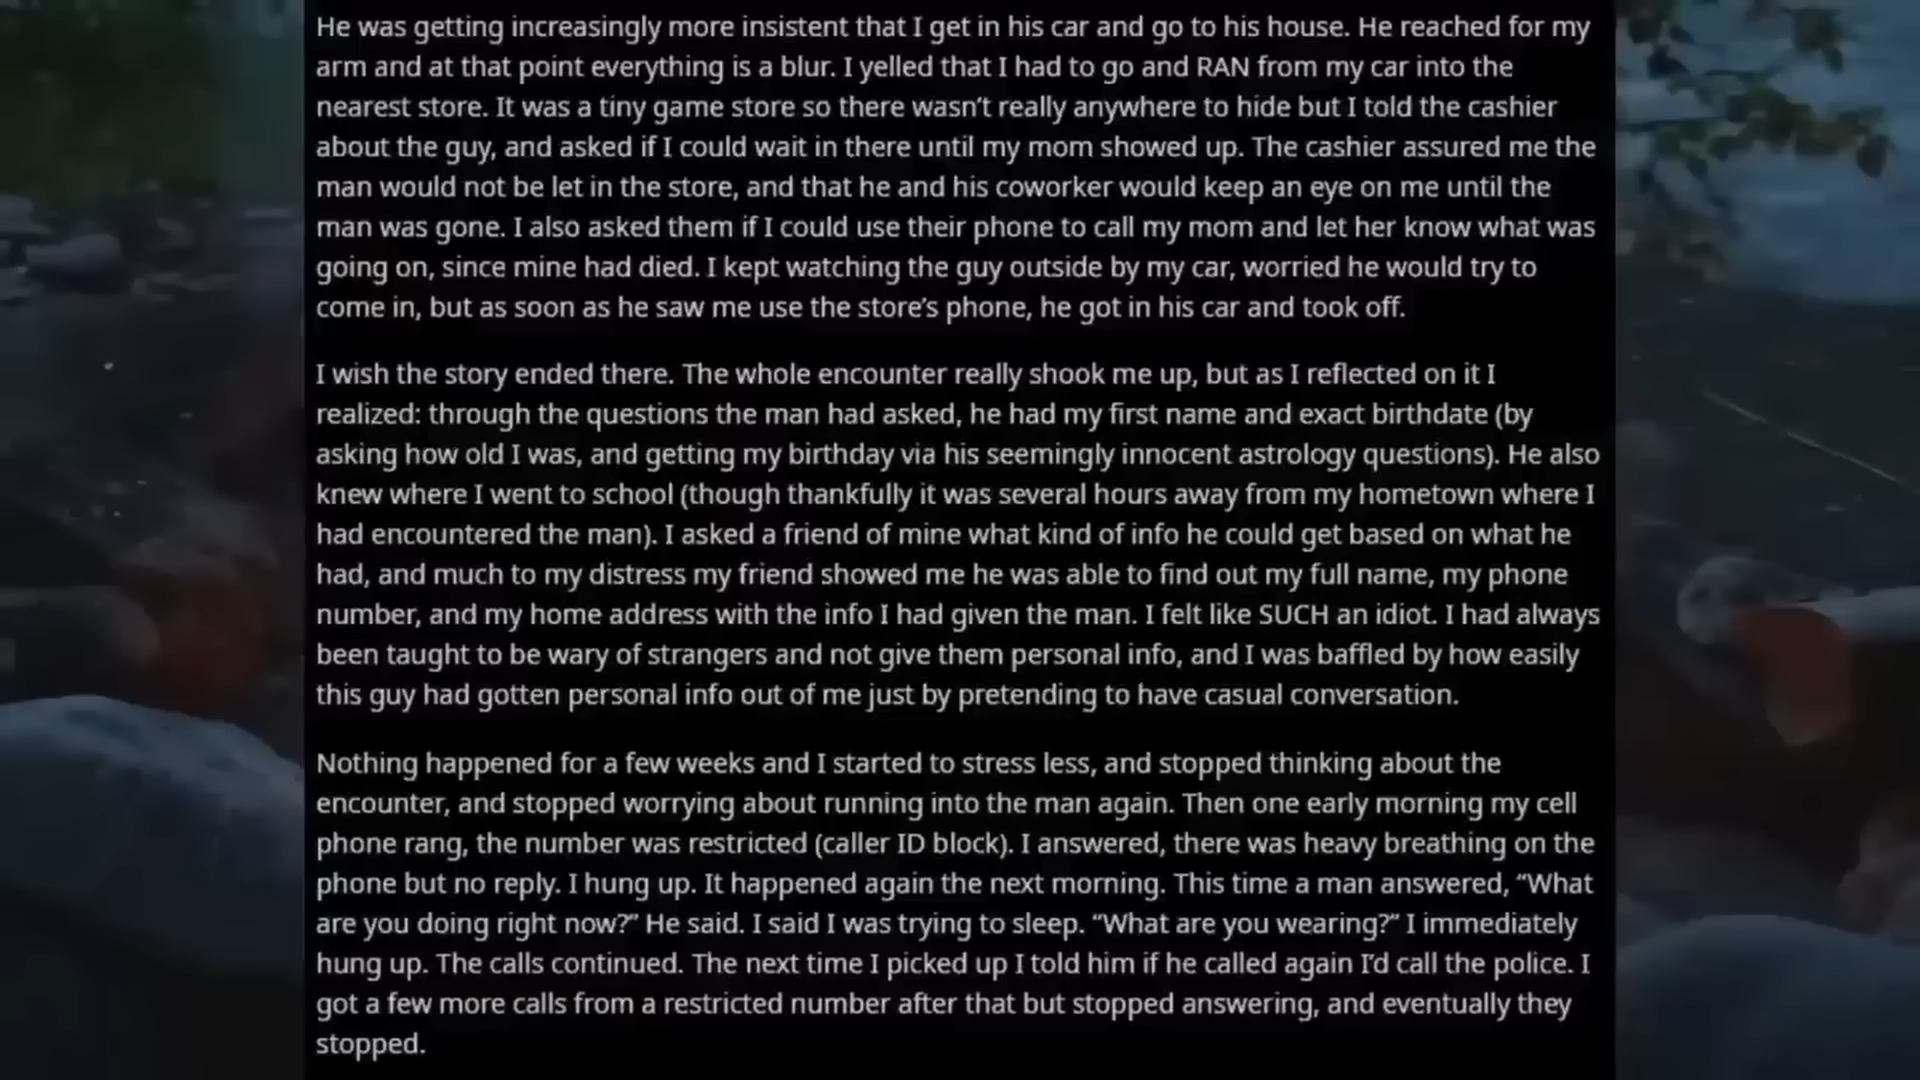 He was getting increasingly more insistent that I get in his car and go to his house. He reached for my
arm and at that point everything is a blur. I yelled that I had to go and RAN from my car into the
nearest store. It was a tiny game store so there wasn’t really anywhere to hide but I told the cashier
about the guy, and asked if I could wait in there until my mom showed up. The cashier assured me the
man would not be let in the store, and that he and his coworker would keep an eye on me until the
man was gone. I also asked them if I could use their phone to call my mom and let her know what was
going on, since mine had died. I kept watching the guy outside by my car, worried he would try to
come in, but as soon as he saw me use the store’s phone, he got in his car and took off.
I wish the story ended there. The whole encounter really shook me up, but as I reflected on it I
realized: through the questions the man had asked, he had my first name and exact birthdate (by
asking how old I was, and getting my birthday via his seemingly innocent astrology questions). He also
knew where I went to school (though thankfully it was several hours away from my hometown where I
had encountered the man). I asked a friend of mine what kind of info he could get based on what he
had, and much to my distress my friend showed me he was able to find out my full name, my phone
number, and my home address with the info I had given the man. I felt like SUCH an idiot. I had always
been taught to be wary of strangers and not give them personal info, and I was baffled by how easily
this guy had gotten personal info out of me just by pretending to have casual conversation.
Nothing happened for a few weeks and I started to stress less, and stopped thinking about the
encounter, and stopped worrying about running into the man again. Then one early morning my cell
phone rang, the number was restricted (caller ID block). I answered, there was heavy breathing on the
phone but no reply. I hung up. It happened again the next morning. This time a man answered, “What
are you doing right now?” He said. I said I was trying to sleep. “What are you wearing?” I immediately
hung up. The calls continued. The next time I picked up I told him if he called again I’d call the police. I
got a few more calls from a restricted number after that but stopped answering, and eventually they
stopped.